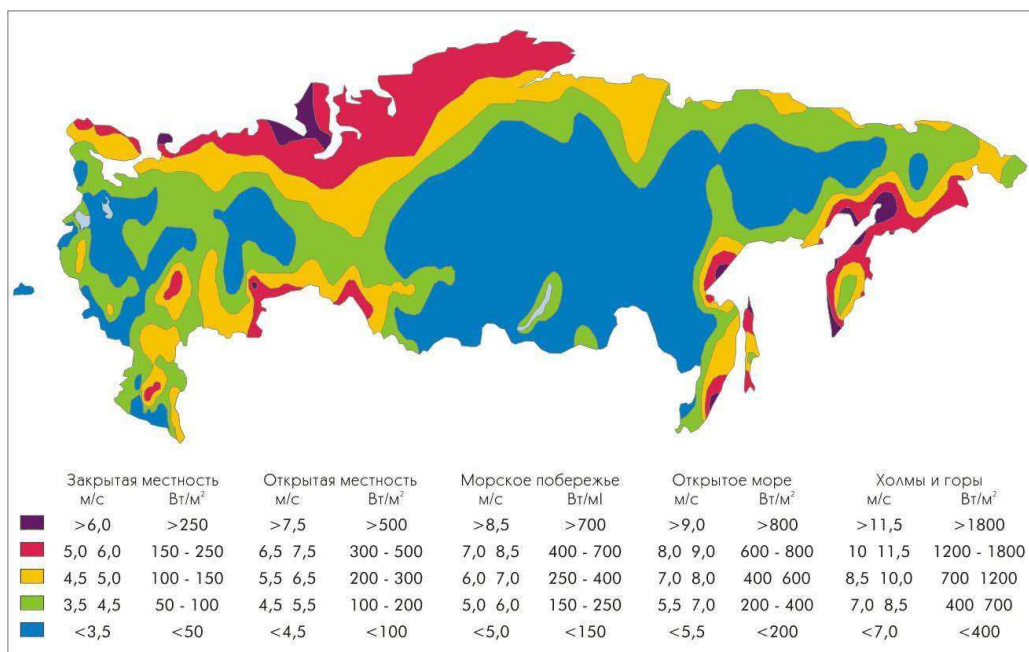 Закрытая местность Открытая местность Морское побережье Открытое море Холмы и горы
м/с Вт/м² м/с Вт/м² м/с Вт/мl м/с Вт/м² м/с Вт/м²
>6,0 >250 >7,5 >500 >8,5 >700 >9,0 >800 >11,5 >1800
5,0 6,0 150 - 250 6,5 7,5 300 - 500 7,0 8,5 400 - 700 8,0 9,0 600 - 800 10 11,5 1200 - 1800
4,5 5,0 100 - 150 5,5 6,5 200 - 300 6,0 7,0 250 - 400 7,0 8,0 400 600 8,5 10,0 700 1200
3,5 4,5 50 - 100 4,5 5,5 100 - 200 5,0 6,0 150 - 250 5,5 7,0 200 - 400 7,0 8,5 400 700
<3,5 <50 <4,5 <100 <5,0 <150 <5,5 <200 <7,0 <400